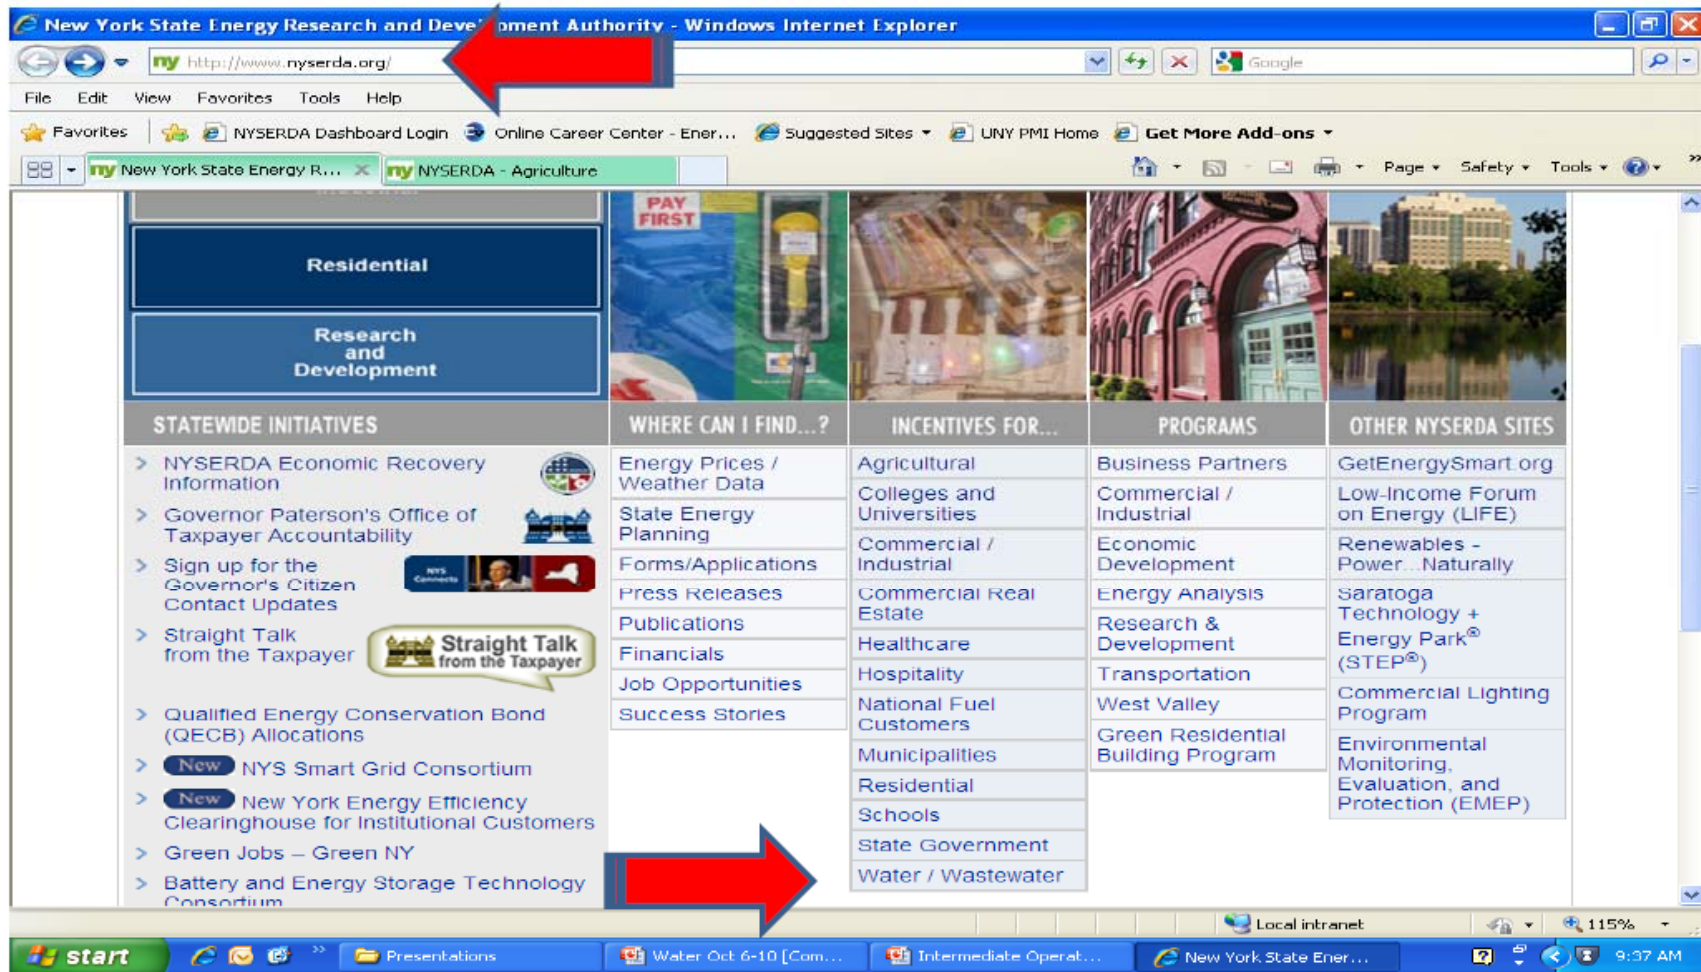 New York State Energy Research and Deve opment Authority - Windows Internet Explorer
ny http://www.nyserda.org/
Google
File Edit View Favorites Tools Help
Favorites NYSERDA Dashboard Login Online Career Center - Ener... Suggested Sites UNY PMI Home Get More Add-ons
ny New York State Energy R... ny NYSERDA - Agriculture
Page Safety Tools
PAY
FIRST
Residential
Research
and
Development
STATEWIDE INITIATIVES
> NYSERDA Economic Recovery
Information
> Governor Paterson's Office of
Taxpayer Accountability
> Sign up for the
Governor's Citizen
Contact Updates
NYS
Connects
> Straight Talk
from the Taxpayer
Straight Talk
from the Taxpayer
> Qualified Energy Conservation Bond
(QECB) Allocations
> New NYS Smart Grid Consortium
> New New York Energy Efficiency
Clearinghouse for Institutional Customers
> Green Jobs – Green NY
> Battery and Energy Storage Technology
Consortium
WHERE CAN I FIND...?
Energy Prices /
Weather Data
State Energy
Planning
Forms/Applications
Press Releases
Publications
Financials
Job Opportunities
Success Stories
INCENTIVES FOR...
Agricultural
Colleges and
Universities
Commercial /
Industrial
Commercial Real
Estate
Healthcare
Hospitality
National Fuel
Customers
Municipalities
Residential
Schools
State Government
Water / Wastewater
PROGRAMS
Business Partners
Commercial /
Industrial
Economic
Development
Energy Analysis
Research &
Development
Transportation
West Valley
Green Residential
Building Program
OTHER NYSERDA SITES
GetEnergySmart.org
Low-Income Forum
on Energy (LIFE)
Renewables -
Power...Naturally
Saratoga
Technology +
Energy Park®
(STEP®)
Commercial Lighting
Program
Environmental
Monitoring,
Evaluation, and
Protection (EMEP)
Local intranet
115%
start
Presentations
Water Oct 6-10 [Com...
Intermediate Operat...
New York State Ener...
9:37 AM